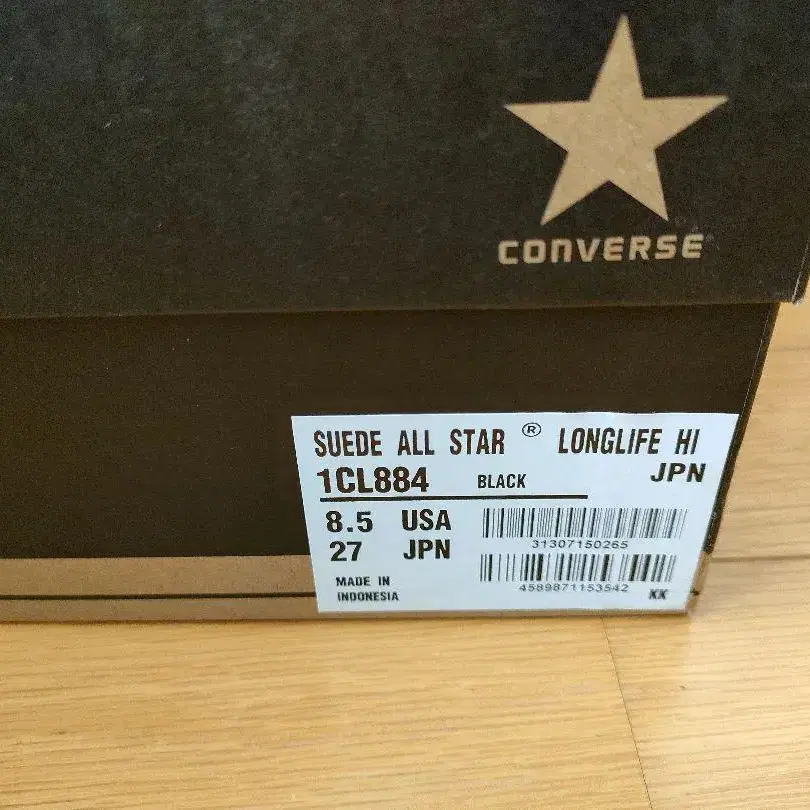 CONVERSE
SUEDE ALL STAR ® LONGLIFE HI
1CL884 BLACK JPN
8.5 USA
31307150265
27 JPN
4589871153542
MADE IN
INDONESIA
KK